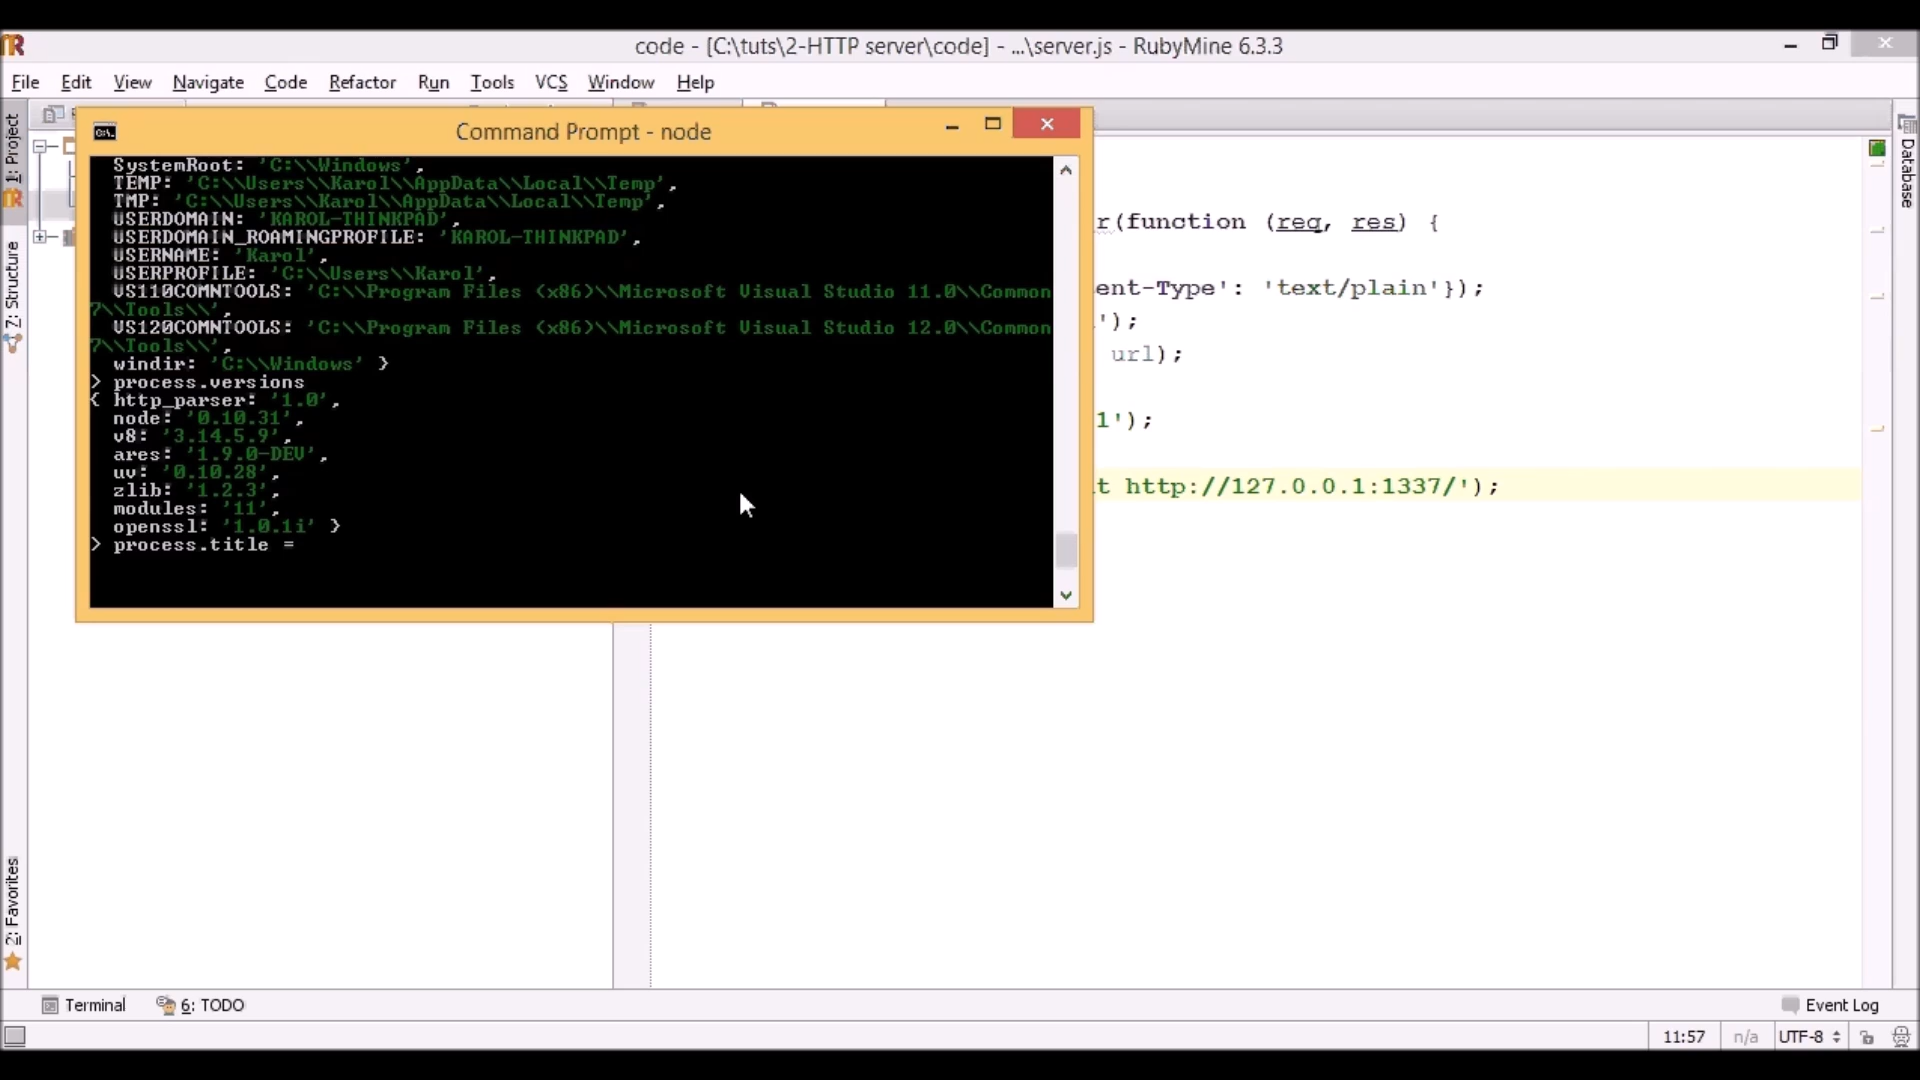 code - [C:\tuts\2-HTTP server\code] - ...\server.js - RubyMine 6.3.3
File Edit View Navigate Code Refactor Run Tools VCS Window Help
1: Project
7: Structure
2: Favorites
Database
Command Prompt - node
SystemRoot: 'C:\\Windows',
TEMP: 'C:\\Users\\Karol\\AppData\\Local\\Temp',
TMP: 'C:\\Users\\Karol\\AppData\\Local\\Temp',
USERDOMAIN: 'KAROL-THINKPAD',
USERDOMAIN_ROAMINGPROFILE: 'KAROL-THINKPAD',
USERNAME: 'Karol',
USERPROFILE: 'C:\\Users\\Karol',
VS110COMNTOOLS: 'C:\\Program Files (x86)\\Microsoft Visual Studio 11.0\\Common
7\\Tools\\',
VS120COMNTOOLS: 'C:\\Program Files (x86)\\Microsoft Visual Studio 12.0\\Common
7\\Tools\\',
windir: 'C:\\Windows' }
> process.versions
{ http_parser: '1.0',
node: '0.10.31',
v8: '3.14.5.9',
ares: '1.9.0-DEV',
uv: '0.10.28',
zlib: '1.2.3',
modules: '11',
openssl: '1.0.1i' }
> process.title =
r(function (req, res) {
ent-Type': 'text/plain'});
');
url);
1');
t http://127.0.0.1:1337/');
Terminal 6: TODO Event Log
11:57 n/a UTF-8